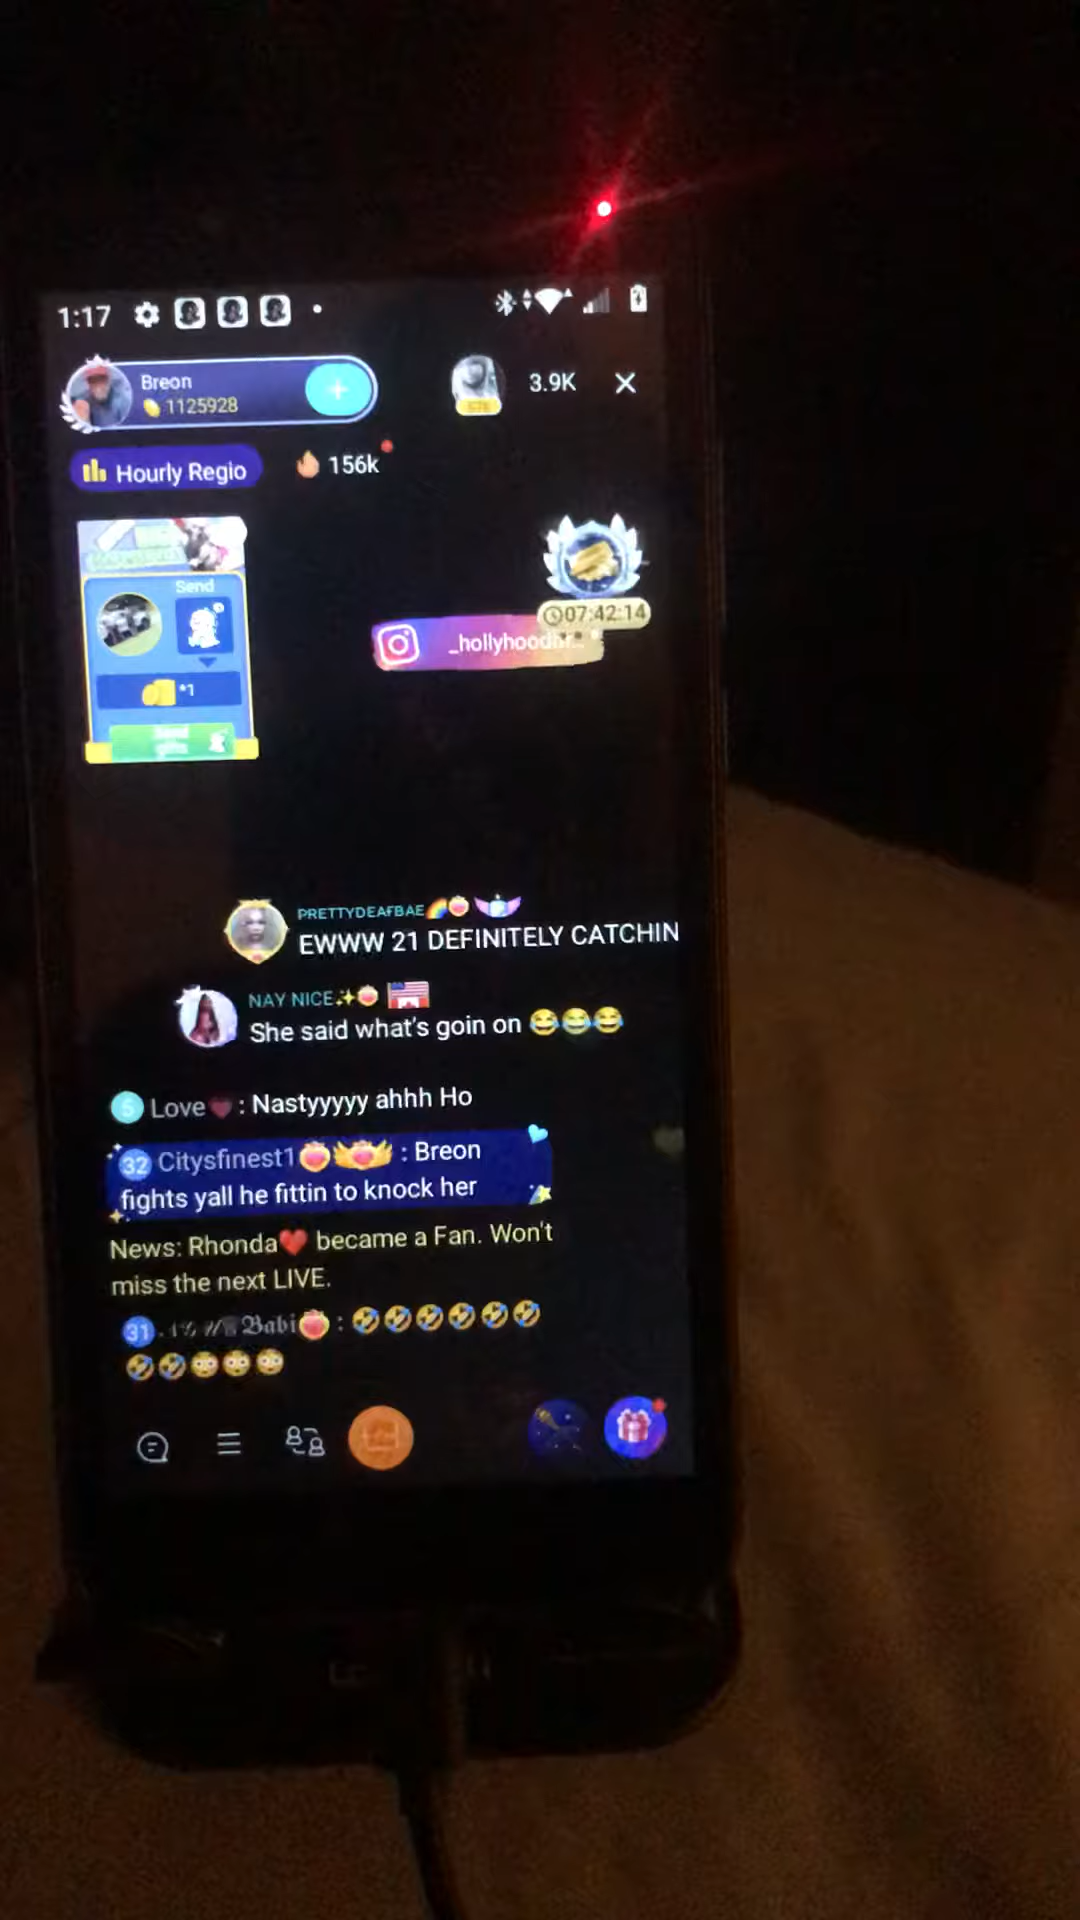 1:17
Breon
1125928
3.9K
Hourly Regio
156k
Send
*1
07:42:14
PRETTYDEAFBAE
EWWW 21 DEFINITELY CATCHIN
NAY NICE
She said what's goin on 😂😂😂
5 Love : Nastyyyyy ahhh Ho
32 Citysfinest1 : Breon
fights yall he fittin to knock her
News: Rhonda❤️ became a Fan. Won't
miss the next LIVE.
31 𝕭𝖆𝖇𝖎 : 🤣🤣🤣🤣🤣🤣
🤣🤣😳😳😳